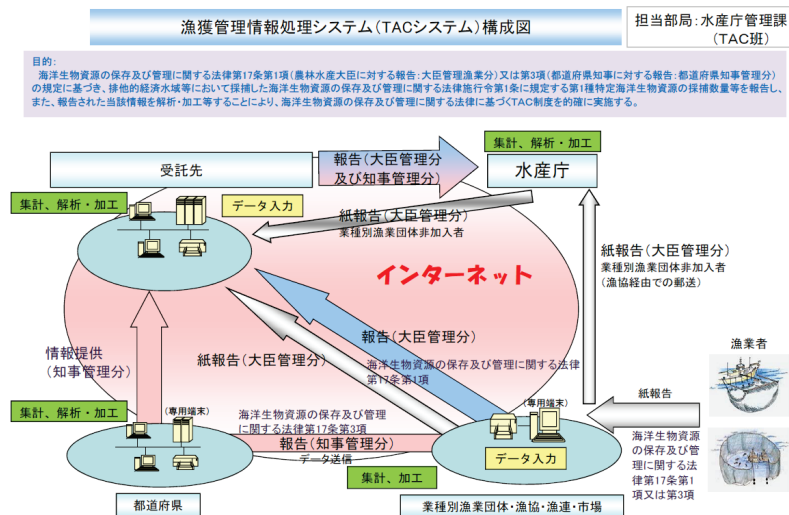 漁獲管理情報処理システム(TACシステム)構成図
担当部局:水産庁管理課
(TAC班)
目的:
海洋生物資源の保存及び管理に関する法律第17条第1項(農林水産大臣に対する報告:大臣管理漁業分)又は第3項(都道府県知事に対する報告:都道府県知事管理分)
の規定に基づき、排他的経済水域等において採捕した海洋生物資源の保存及び管理に関する法律施行令第1条に規定する第1種特定海洋生物資源の採捕数量等を報告し、
また、報告された当該情報を解析・加工等することにより、海洋生物資源の保存及び管理に関する法律に基づくTAC制度を的確に実施する。
受託先
報告(大臣管理分
及び知事管理分)
集計、解析・加工
水産庁
集計、解析・加工
データ入力
紙報告(大臣管理分)
業種別漁業団体非加入者
インターネット
紙報告(大臣管理分)
業種別漁業団体非加入者
(漁協経由での郵送)
情報提供
(知事管理分)
紙報告(大臣管理分)
報告(大臣管理分)
海洋生物資源の保存及び管理に関する法律
第17条第1項
漁業者
集計、解析・加工
(専用端末)
海洋生物資源の保存及び管理
に関する法律第17条第3項
報告(知事管理分)
データ送信
集計、加工
(専用端末)
データ入力
紙報告
海洋生物資源
の保存及び管
理に関する法
律第17条第1
項又は第3項
都道府県
業種別漁業団体・漁協・漁連・市場